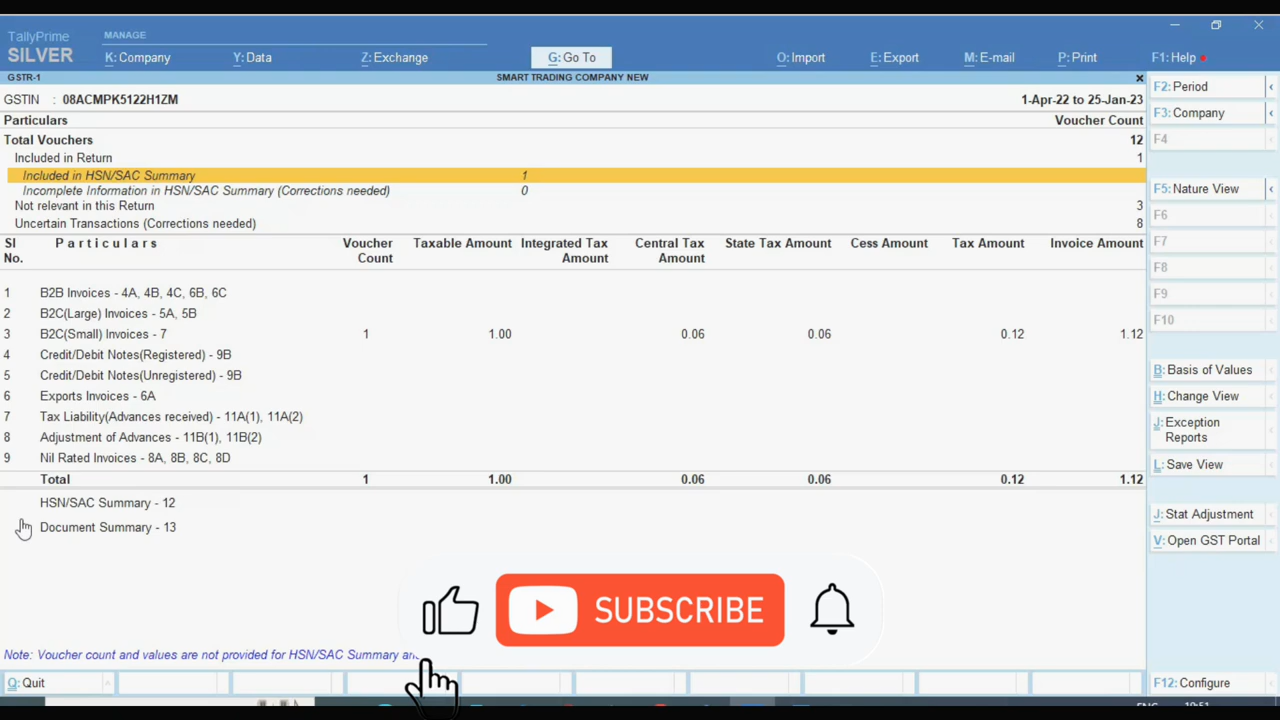 TallyPrime MANAGE
SILVER K: Company Y: Data Z: Exchange G: Go To O: Import E: Export M: E-mail P: Print F1: Help
GSTR-1 SMART TRADING COMPANY NEW
GSTIN : 08ACMPK5122H1ZM 1-Apr-22 to 25-Jan-23
Particulars Voucher Count
Total Vouchers 12
Included in Return 1
Included in HSN/SAC Summary 1
Incomplete Information in HSN/SAC Summary (Corrections needed) 0
Not relevant in this Return 3
Uncertain Transactions (Corrections needed) 8
Sl Particulars Voucher Taxable Amount Integrated Tax Central Tax State Tax Amount Cess Amount Tax Amount Invoice Amount
No. Count Amount Amount
1 B2B Invoices - 4A, 4B, 4C, 6B, 6C
2 B2C(Large) Invoices - 5A, 5B
3 B2C(Small) Invoices - 7 1 1.00 0.06 0.06 0.12 1.12
4 Credit/Debit Notes(Registered) - 9B
5 Credit/Debit Notes(Unregistered) - 9B
6 Exports Invoices - 6A
7 Tax Liability(Advances received) - 11A(1), 11A(2)
8 Adjustment of Advances - 11B(1), 11B(2)
9 Nil Rated Invoices - 8A, 8B, 8C, 8D
Total 1 1.00 0.06 0.06 0.12 1.12
HSN/SAC Summary - 12
Document Summary - 13
SUBSCRIBE
Note: Voucher count and values are not provided for HSN/SAC Summary
Q: Quit
F2: Period
F3: Company
F4
F5: Nature View
F6
F7
F8
F9
F10
B: Basis of Values
H: Change View
J: Exception
Reports
L: Save View
J: Stat Adjustment
V: Open GST Portal
F12: Configure